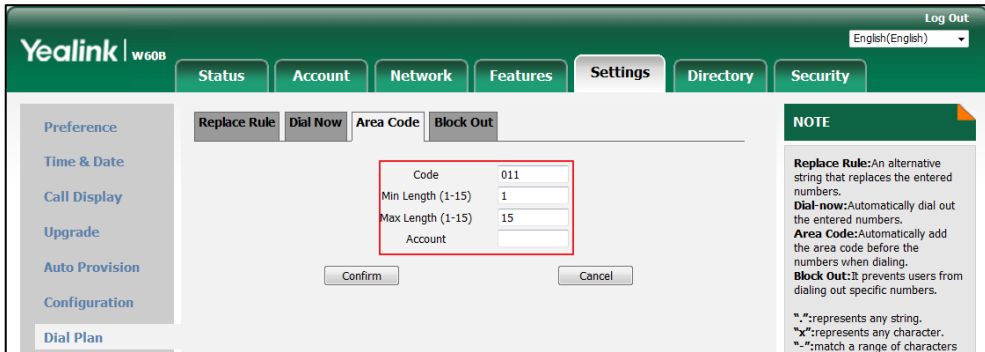 Log Out
English(English)
Yealink | W60B
Status Account Network Features Settings Directory Security
Preference
Time & Date
Call Display
Upgrade
Auto Provision
Configuration
Dial Plan
Replace Rule Dial Now Area Code Block Out
Code 011
Min Length (1-15) 1
Max Length (1-15) 15
Account
Confirm Cancel
NOTE
Replace Rule:An alternative
string that replaces the entered
numbers.
Dial-now:Automatically dial out
the entered numbers.
Area Code:Automatically add
the area code before the
numbers when dialing.
Block Out:It prevents users from
dialing out specific numbers.
".":represents any string.
"x":represents any character.
"-":match a range of characters